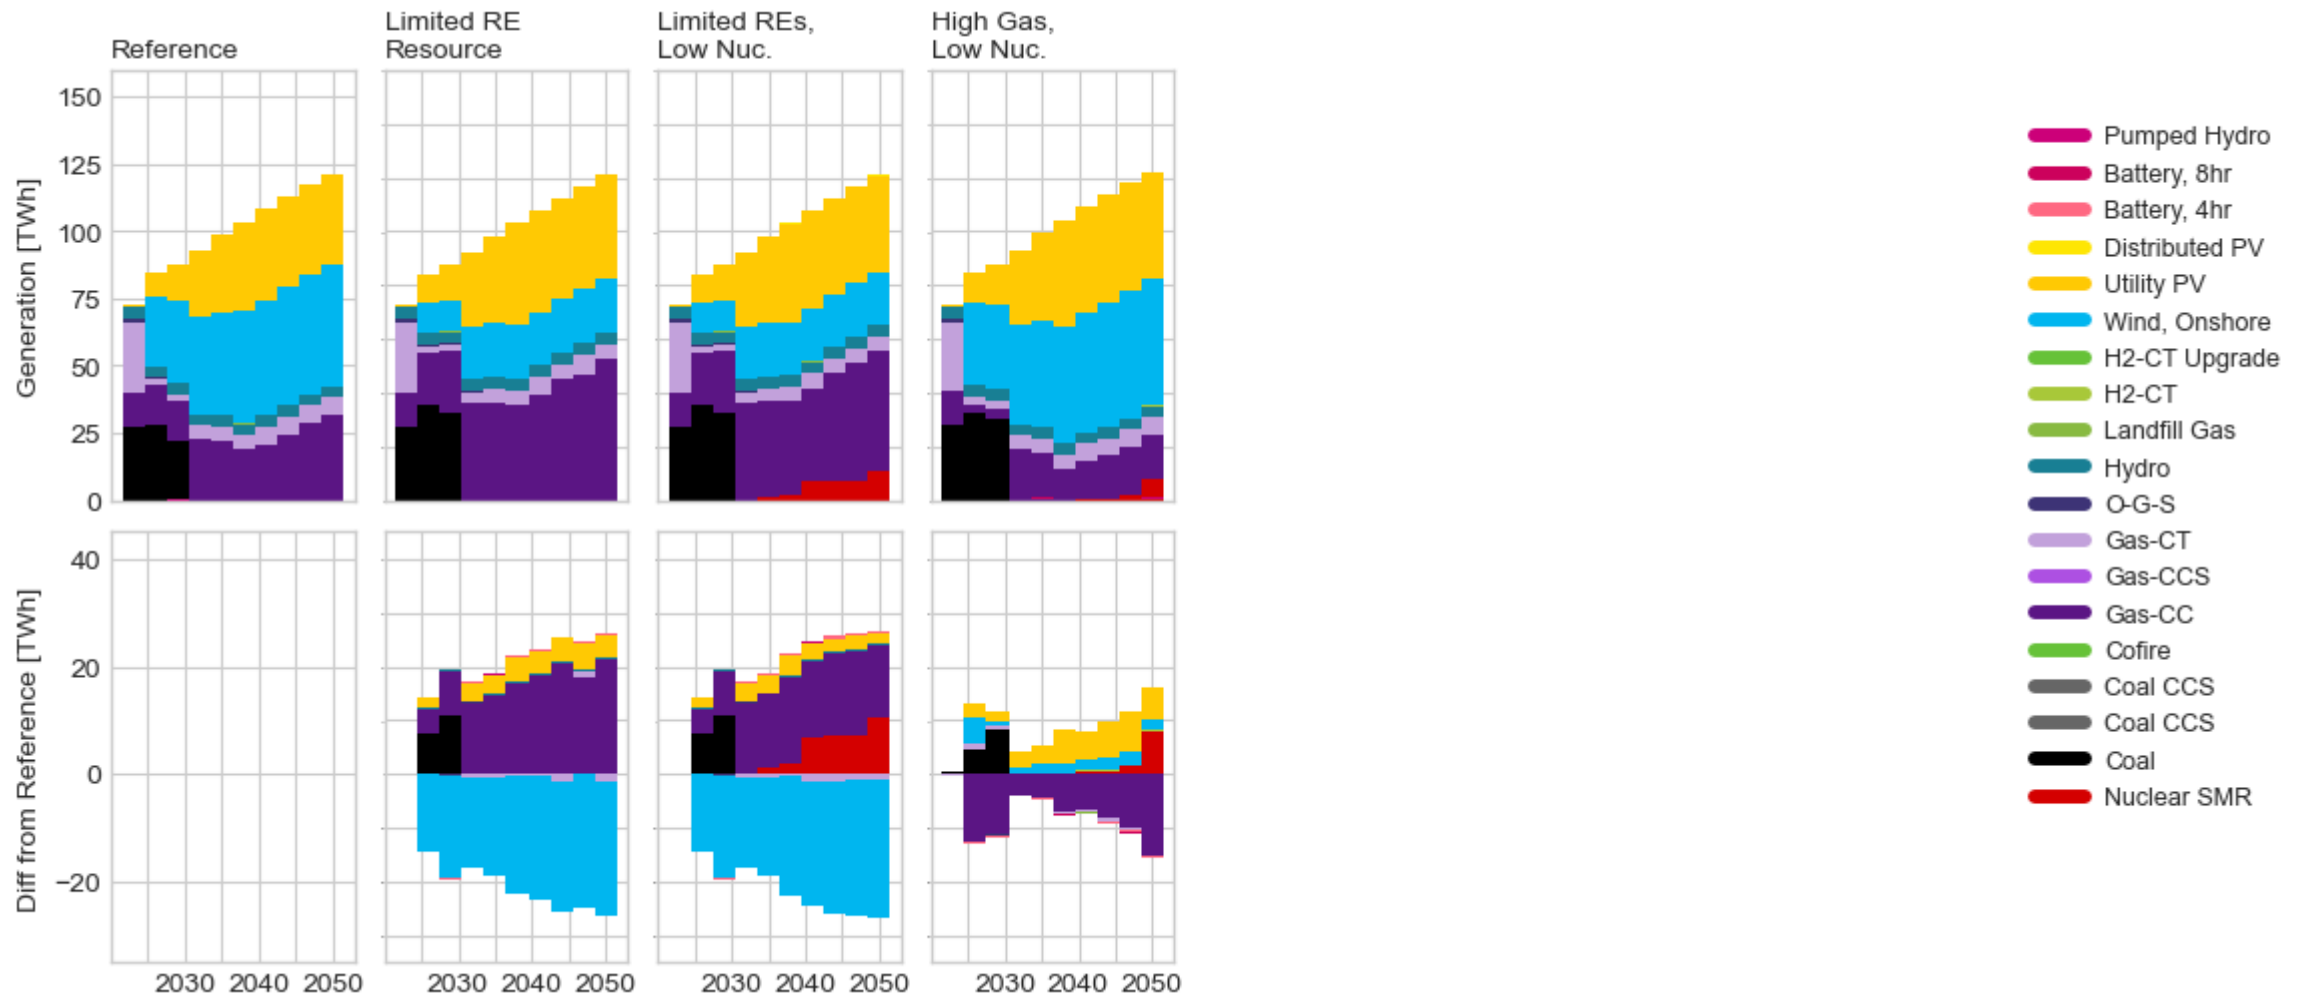 Reference
Limited RE
Resource
Limited REs,
Low Nuc.
High Gas,
Low Nuc.
Generation [TWh]
150
125
100
75
50
25
0
Diff from Reference [TWh]
40
20
0
−20
2030 2040 2050
2030 2040 2050
2030 2040 2050
2030 2040 2050
Pumped Hydro
Battery, 8hr
Battery, 4hr
Distributed PV
Utility PV
Wind, Onshore
H2-CT Upgrade
H2-CT
Landfill Gas
Hydro
O-G-S
Gas-CT
Gas-CCS
Gas-CC
Cofire
Coal CCS
Coal CCS
Coal
Nuclear SMR